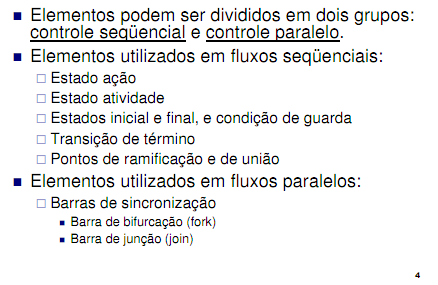 Elementos podem ser divididos em dois grupos:
controle seqüencial e controle paralelo.
Elementos utilizados em fluxos seqüenciais:
Estado ação
Estado atividade
Estados inicial e final, e condição de guarda
Transição de término
Pontos de ramificação e de união
Elementos utilizados em fluxos paralelos:
Barras de sincronização
Barra de bifurcação (fork)
Barra de junção (join)
4